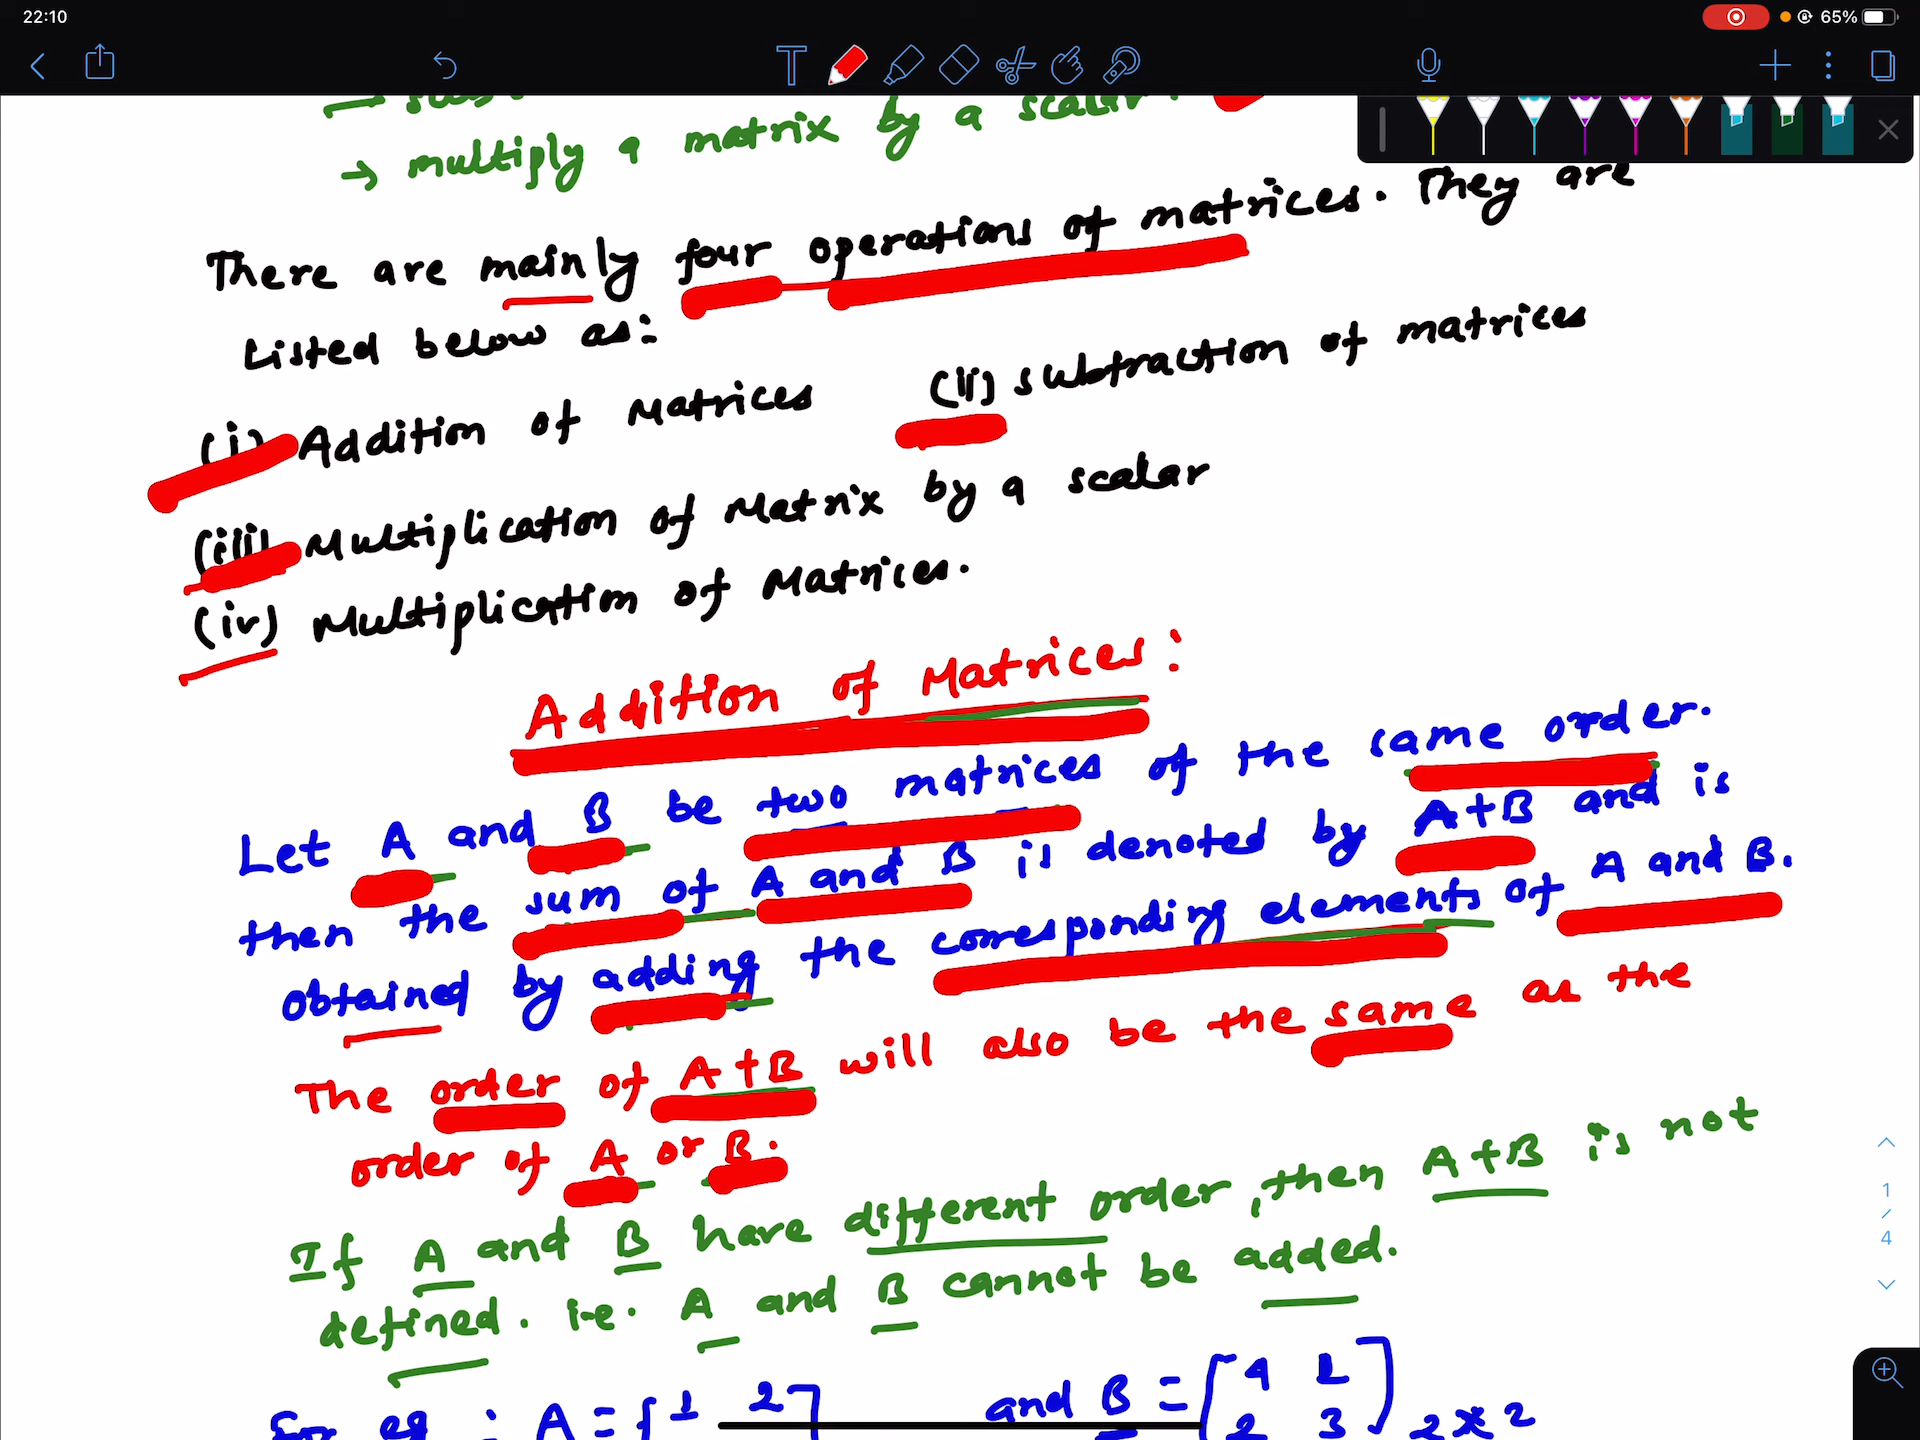 22:10
65%
→ multiply a matrix by a scalar.
There are mainly four operations of matrices. They are
Listed below as:
(i) Addition of Matrices (ii) subtraction of matrices
(iii) Multiplication of Matrix by a scalar
(iv) Multiplication of Matrices.
Addition of Matrices:
Let A and B be two matrices of the same order.
then the sum of A and B is denoted by A+B and is
obtained by adding the corresponding elements of A and B.
The order of A+B will also be the same as the
order of A or B.
If A and B have different order, then A+B is not
defined. i.e. A and B cannot be added.
For eg : A = [1 2] and B = [4 1
2 3] 2x2
1
/
4